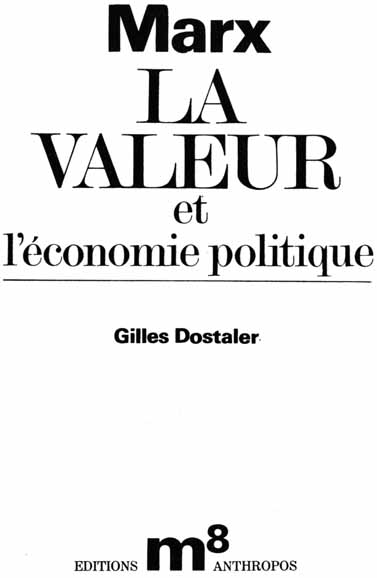 Marx
LA
VALEUR
et
l'économie politique
Gilles Dostaler
EDITIONS m8 ANTHROPOS